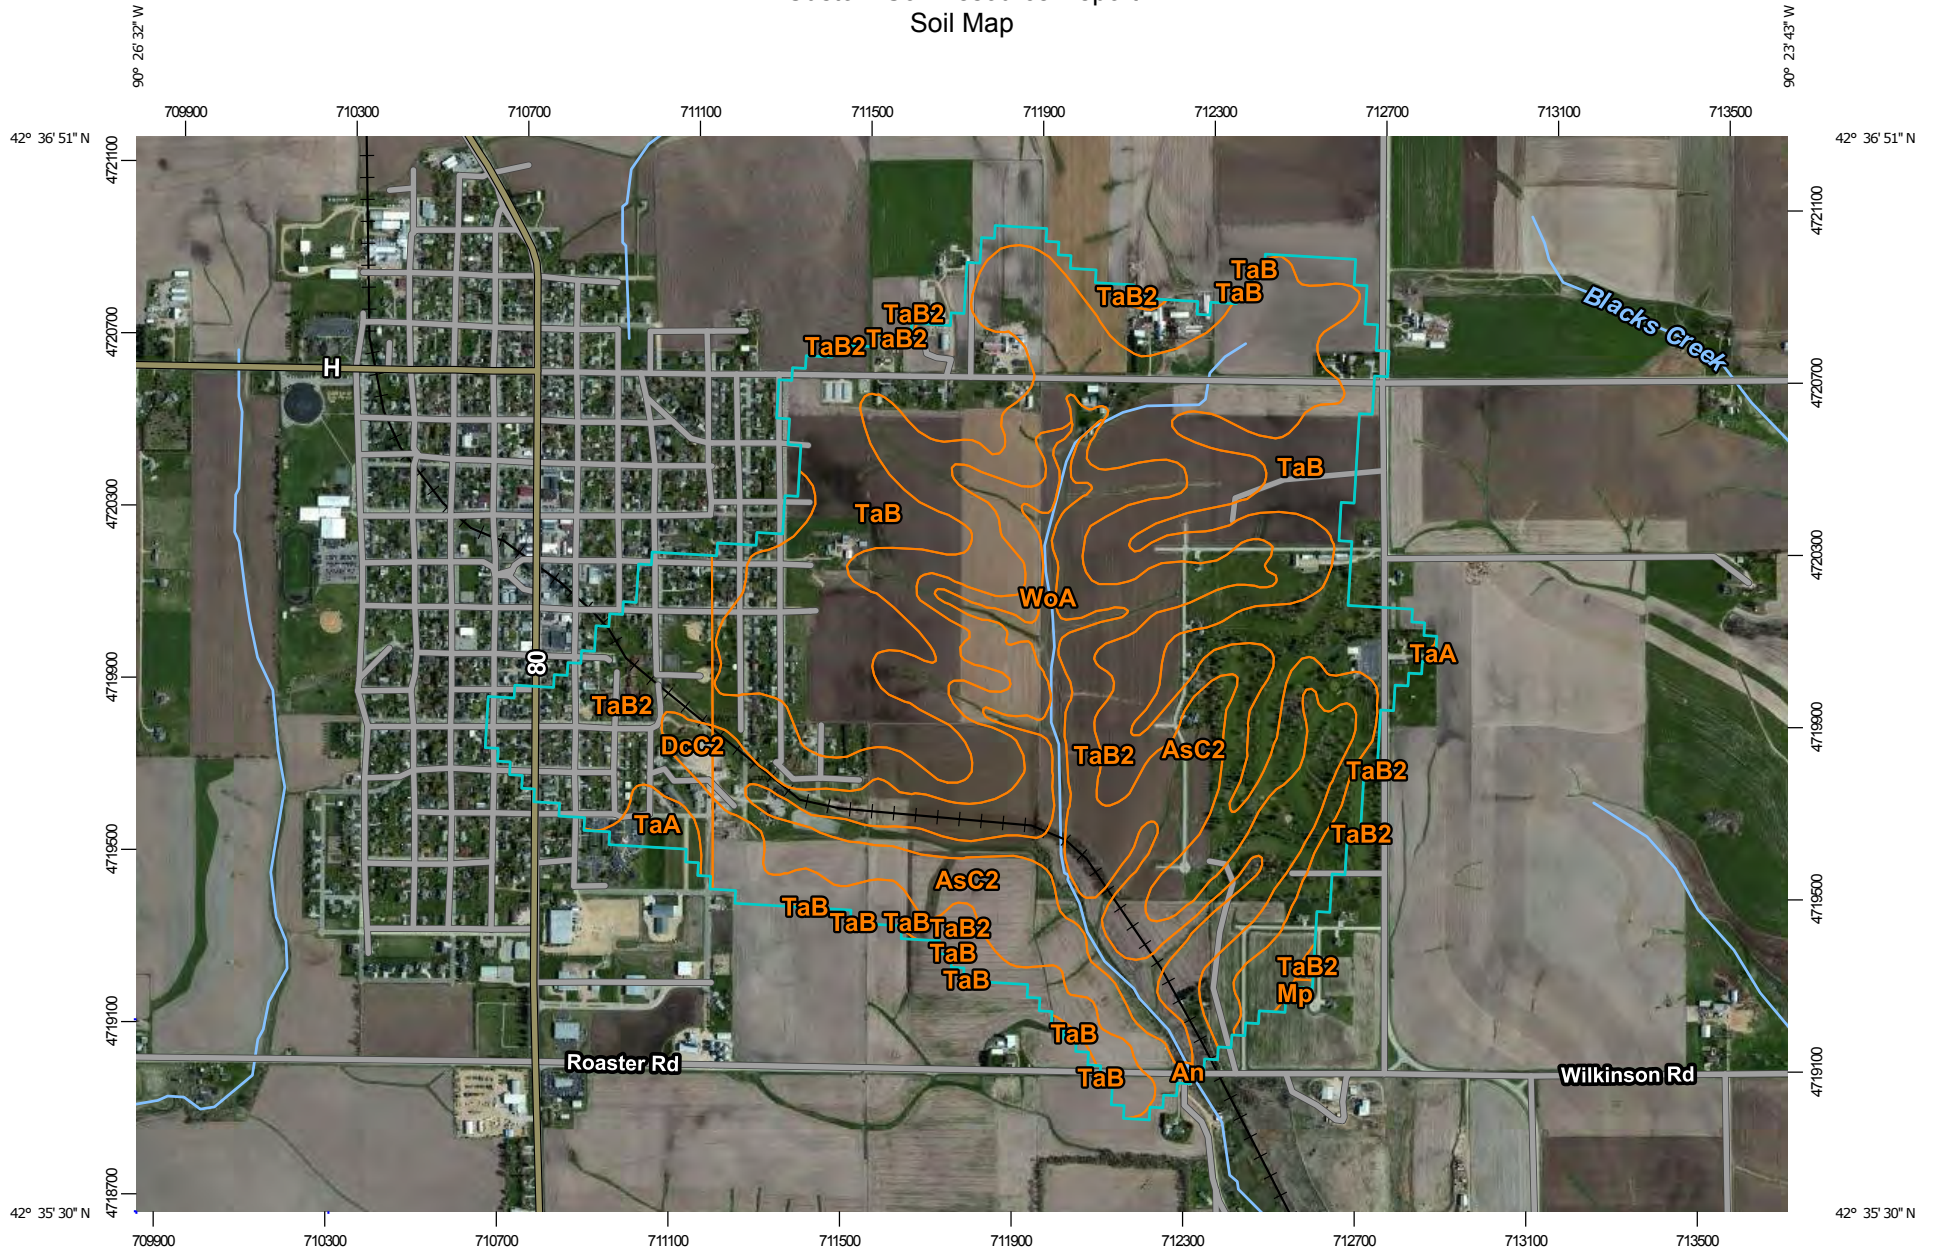 Soil Map
90° 26' 32" W
90° 23' 43" W
709900 710300 710700 711100 711500 711900 712300 712700 713100 713500
42° 36' 51" N
42° 36' 51" N
4721100
4721100
4720700
4720700
4720300
4720300
4719900
4719900
4719500
4719500
4719100
4719100
4718700
TaB
TaB2
TaB
TaB2
TaB2
TaB2
Blacks Creek
H
TaB
TaB
WoA
80
TaA
TaB2
DcC2
TaB2
AsC2
TaB2
TaA
TaB2
AsC2
TaB
TaB
TaB
TaB2
TaB
TaB
TaB2
Mp
TaB
Roaster Rd
TaB
An
Wilkinson Rd
42° 35' 30" N
42° 35' 30" N
709900 710300 710700 711100 711500 711900 712300 712700 713100 713500